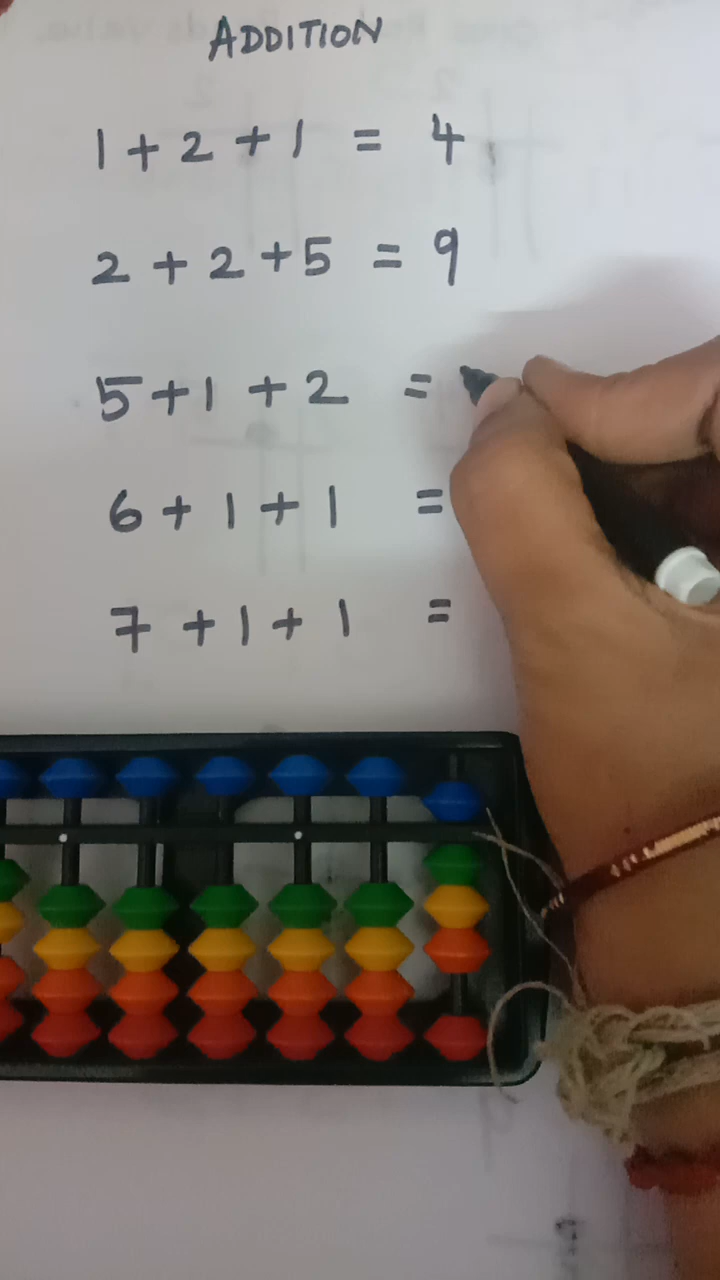 ADDITION
1 + 2 + 1 = 4
2 + 2 + 5 = 9
5 + 1 + 2 =
6 + 1 + 1 =
7 + 1 + 1 =